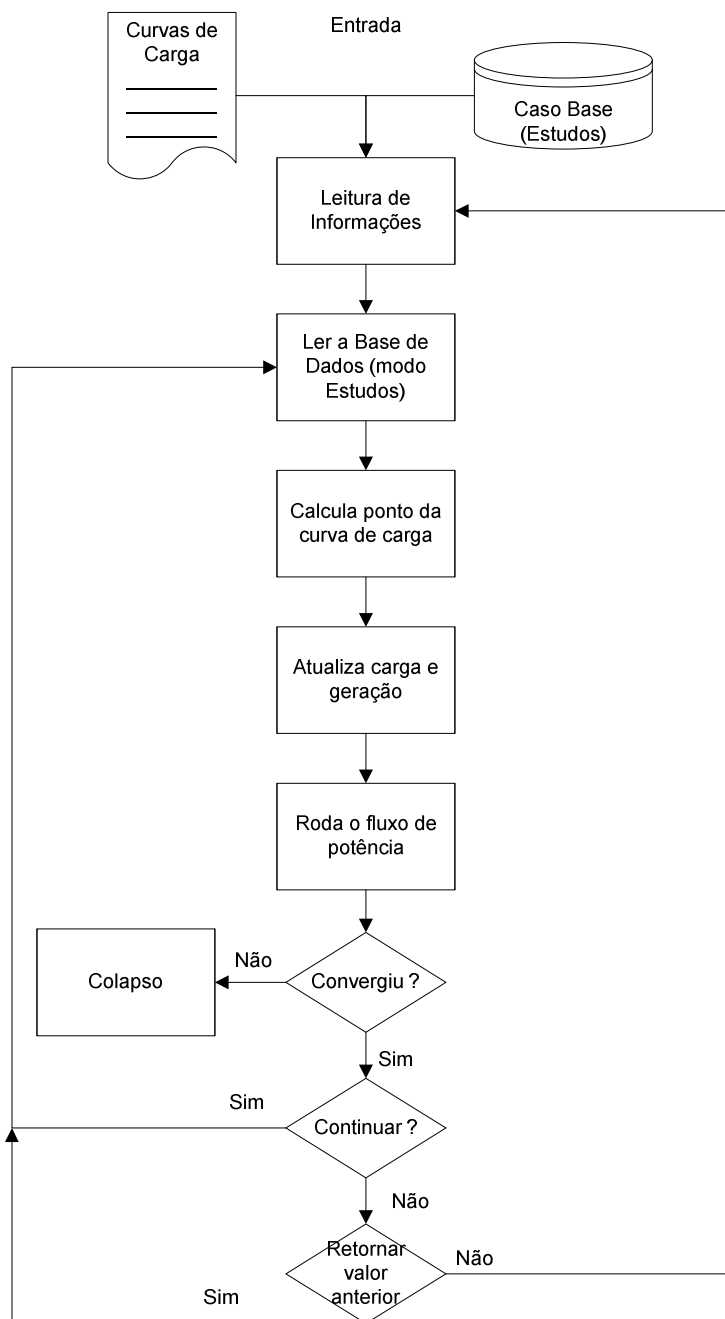 Curvas de
Carga
Entrada
Caso Base
(Estudos)
Leitura de
Informações
Ler a Base de
Dados (modo
Estudos)
Calcula ponto da
curva de carga
Atualiza carga e
geração
Roda o fluxo de
potência
Colapso
Não
Convergiu ?
Sim
Sim
Continuar ?
Não
Retornar
valor
anterior
Não
Sim